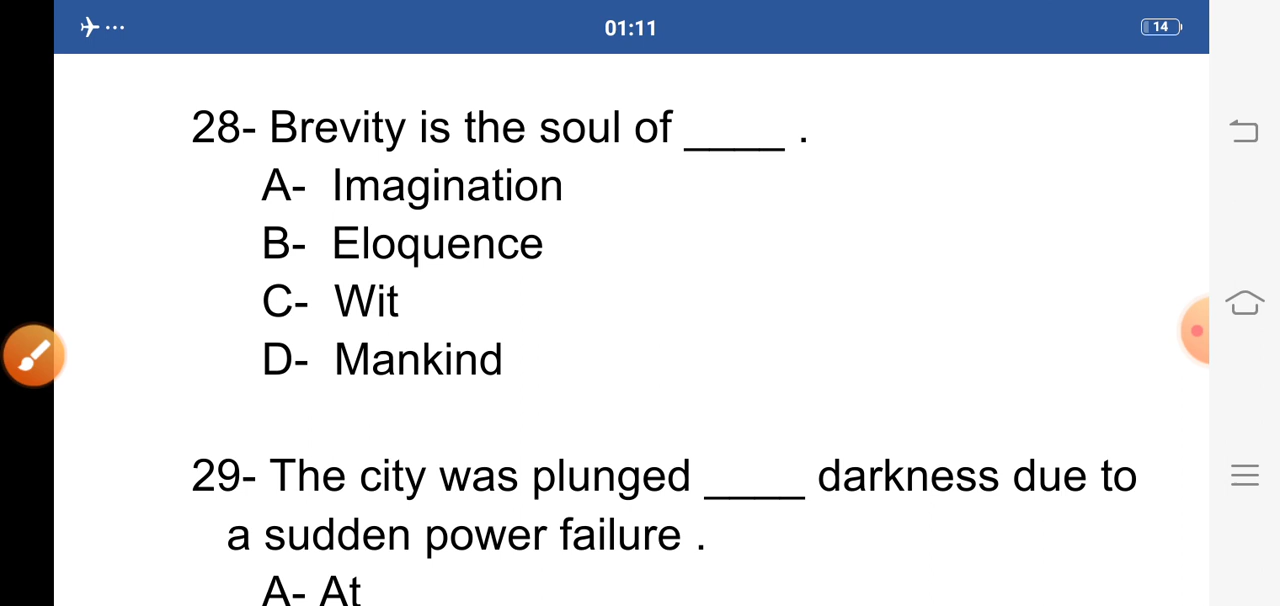 01:11
14
28- Brevity is the soul of ____ .
A- Imagination
B- Eloquence
C- Wit
D- Mankind
29- The city was plunged ____ darkness due to
a sudden power failure .
A- At